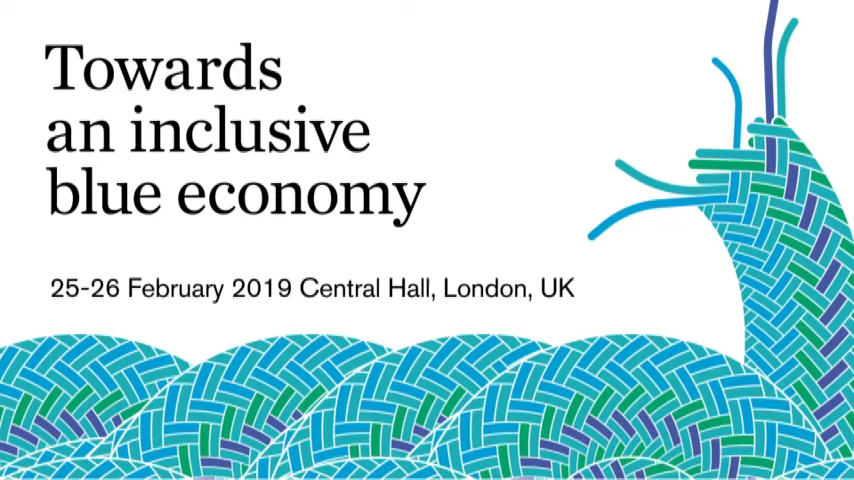 Towards
an inclusive
blue economy
25-26 February 2019 Central Hall, London, UK